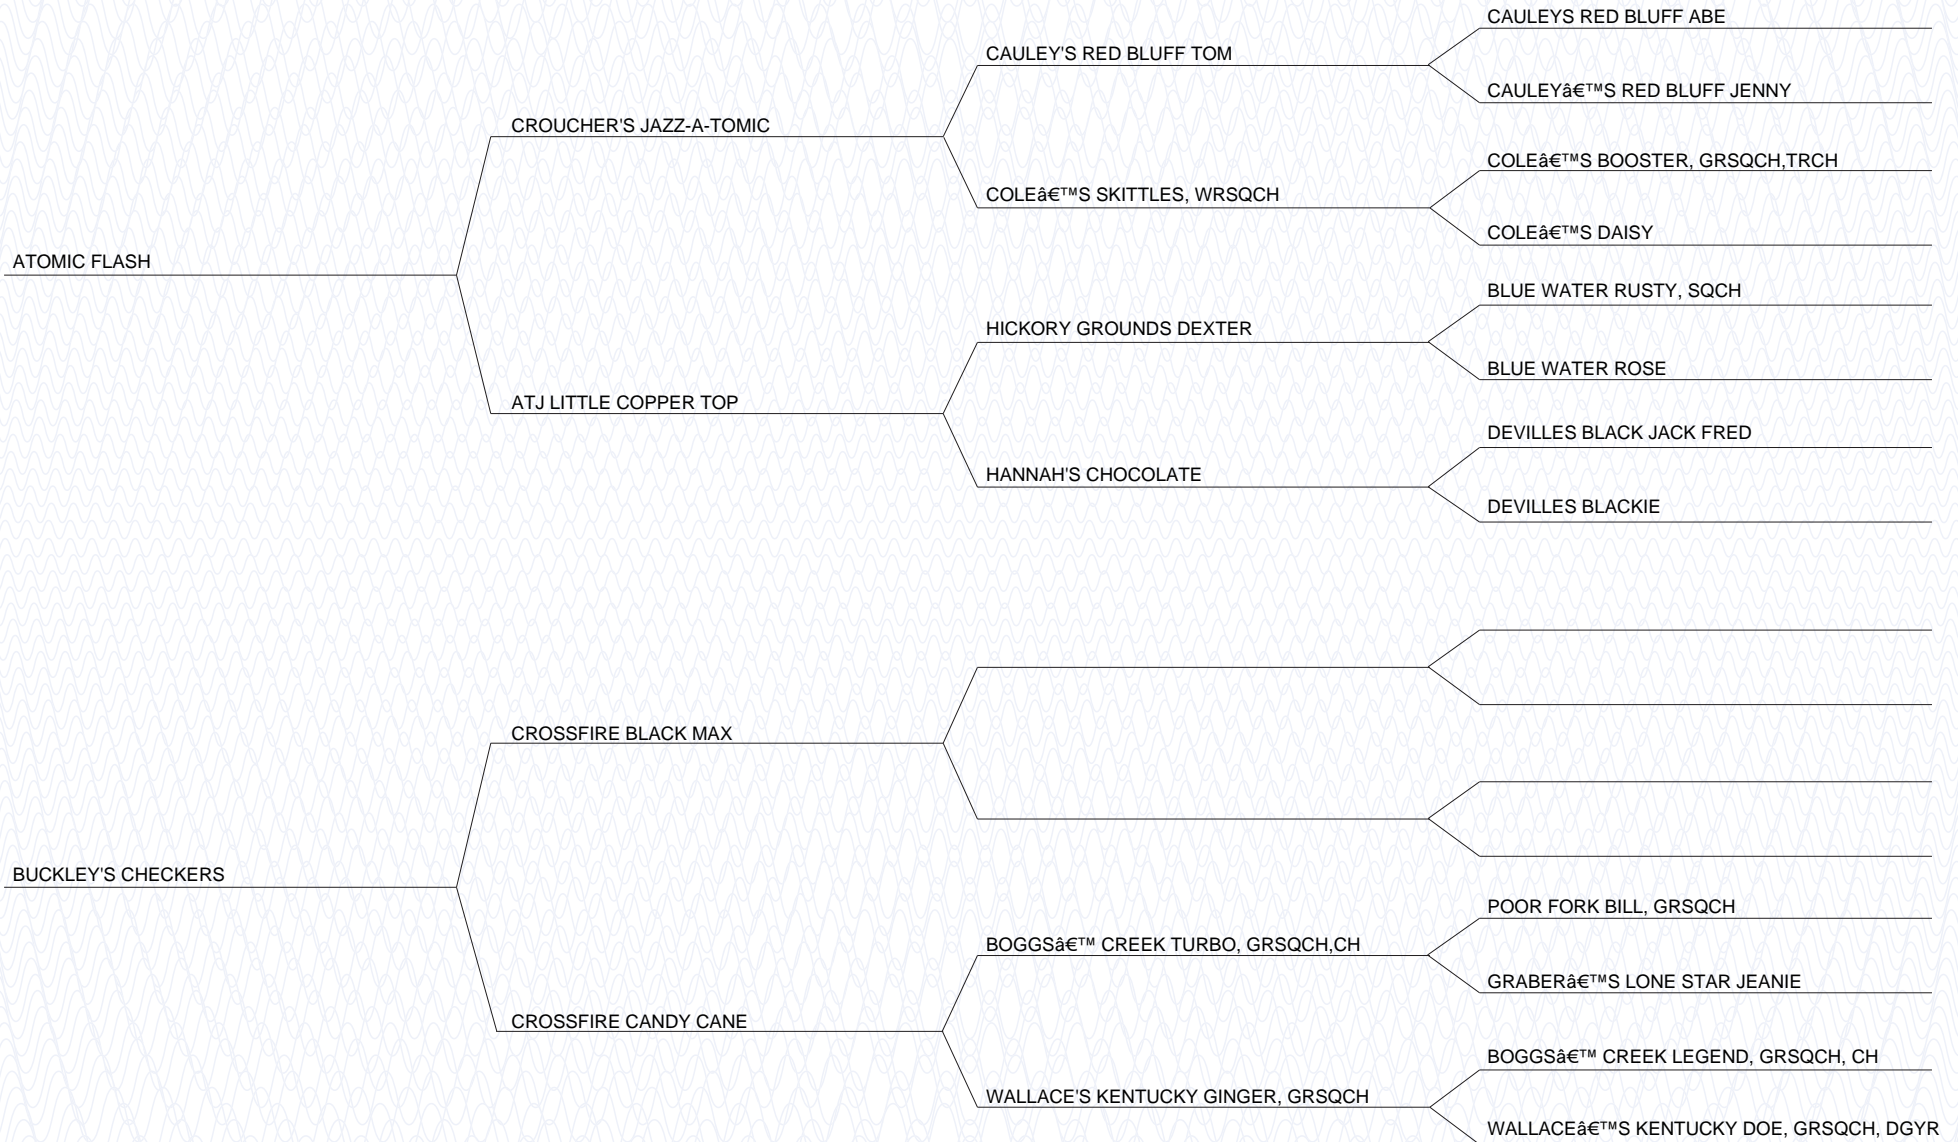 CAULEYS RED BLUFF ABE
CAULEY'S RED BLUFF TOM
CAULEYâ€™S RED BLUFF JENNY
CROUCHER'S JAZZ-A-TOMIC
COLEâ€™S BOOSTER, GRSQCH,TRCH
COLEâ€™S SKITTLES, WRSQCH
COLEâ€™S DAISY
ATOMIC FLASH
BLUE WATER RUSTY, SQCH
HICKORY GROUNDS DEXTER
BLUE WATER ROSE
ATJ LITTLE COPPER TOP
DEVILLES BLACK JACK FRED
HANNAH'S CHOCOLATE
DEVILLES BLACKIE
CROSSFIRE BLACK MAX
BUCKLEY'S CHECKERS
POOR FORK BILL, GRSQCH
BOGGSâ€™ CREEK TURBO, GRSQCH,CH
GRABERâ€™S LONE STAR JEANIE
CROSSFIRE CANDY CANE
BOGGSâ€™ CREEK LEGEND, GRSQCH, CH
WALLACE'S KENTUCKY GINGER, GRSQCH
WALLACEâ€™S KENTUCKY DOE, GRSQCH, DGYR